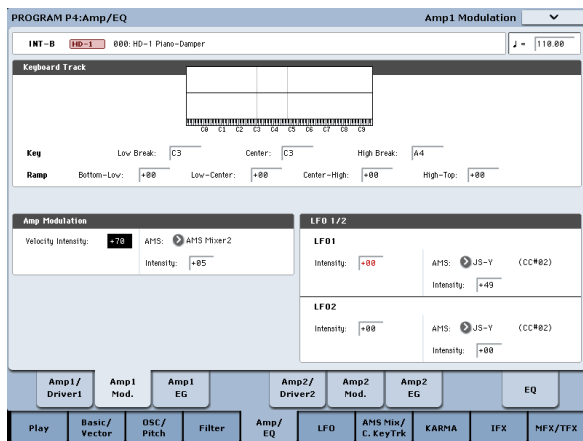 PROGRAM P4:Amp/EQ Amp1 Modulation
INT-B HD-1 000: HD-1 Piano-Damper ♩ = 110.00
Keyboard Track
C0 C1 C2 C3 C4 C5 C6 C7 C8 C9
Key Low Break: C3 Center: C3 High Break: A4
Ramp Bottom-Low: +00 Low-Center: +00 Center-High: +00 High-Top: +00
Amp Modulation LFO 1/2
Velocity Intensity: +70 AMS: AMS Mixer2 LFO1
Intensity: +05 Intensity: +00 AMS: JS-Y (CC#02)
Intensity: +49
LFO2
Intensity: +00 AMS: JS-Y (CC#02)
Intensity: +00
Amp1/ Amp1 Amp1 Amp2/ Amp2 Amp2 EQ
Driver1 Mod. EG Driver2 Mod. EG
Play Basic/ OSC/ Filter Amp/ LFO AMS Mix/ KARMA IFX MFX/TFX
Vector Pitch EQ C. KeyTrk